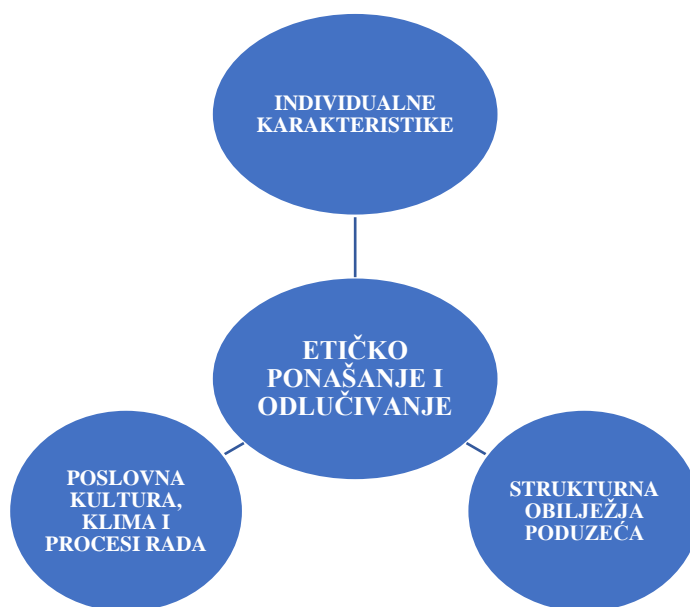 INDIVIDUALNE
KARAKTERISTIKE
ETIČKO
PONAŠANJE I
ODLUČIVANJE
POSLOVNA
KULTURA,
KLIMA I
PROCESI RADA
STRUKTURNA
OBILJEŽJA
PODUZEĆA